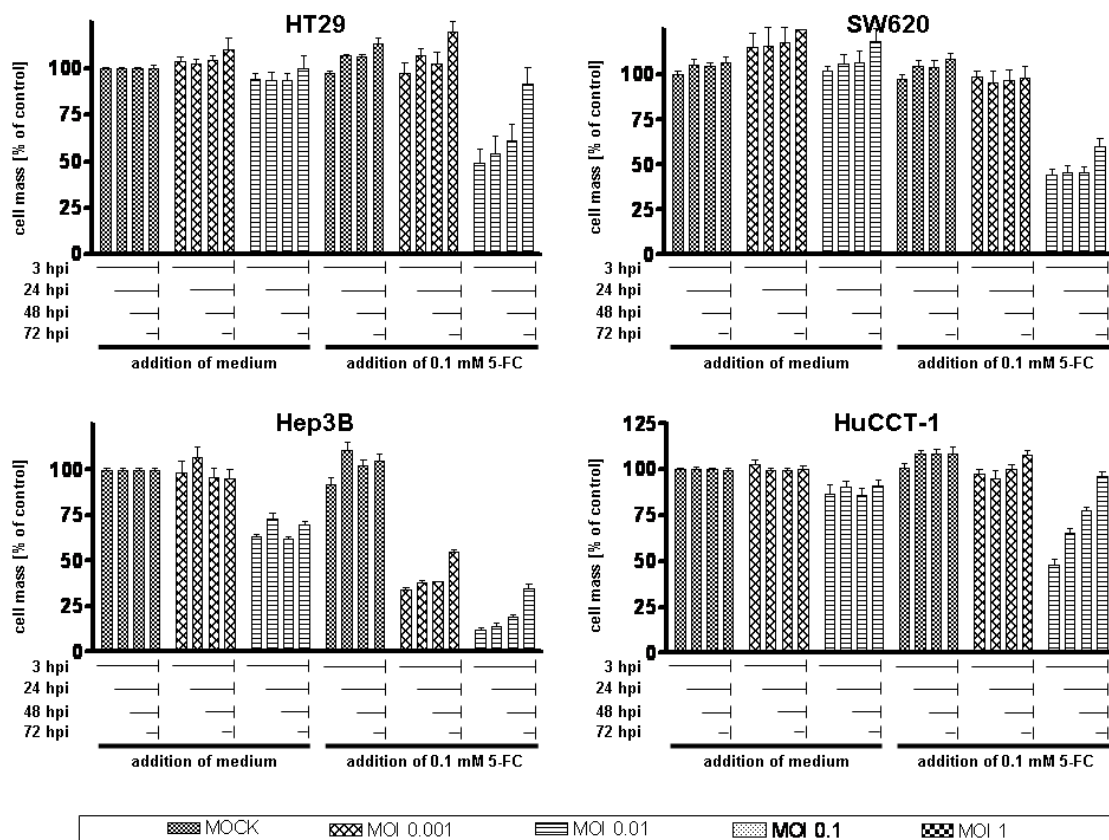 HT29
cell mass [% of control]
100
75
50
25
0
3 hpi
24 hpi
48 hpi
72 hpi
addition of medium
addition of 0.1 mM 5-FC
SW620
cell mass [% of control]
100
75
50
25
0
3 hpi
24 hpi
48 hpi
72 hpi
addition of medium
addition of 0.1 mM 5-FC
Hep3B
cell mass [% of control]
100
75
50
25
0
3 hpi
24 hpi
48 hpi
72 hpi
addition of medium
addition of 0.1 mM 5-FC
HuCCT-1
cell mass [% of control]
125
100
75
50
25
0
3 hpi
24 hpi
48 hpi
72 hpi
addition of medium
addition of 0.1 mM 5-FC
MOCK MOI 0.001 MOI 0.01 MOI 0.1 MOI 1